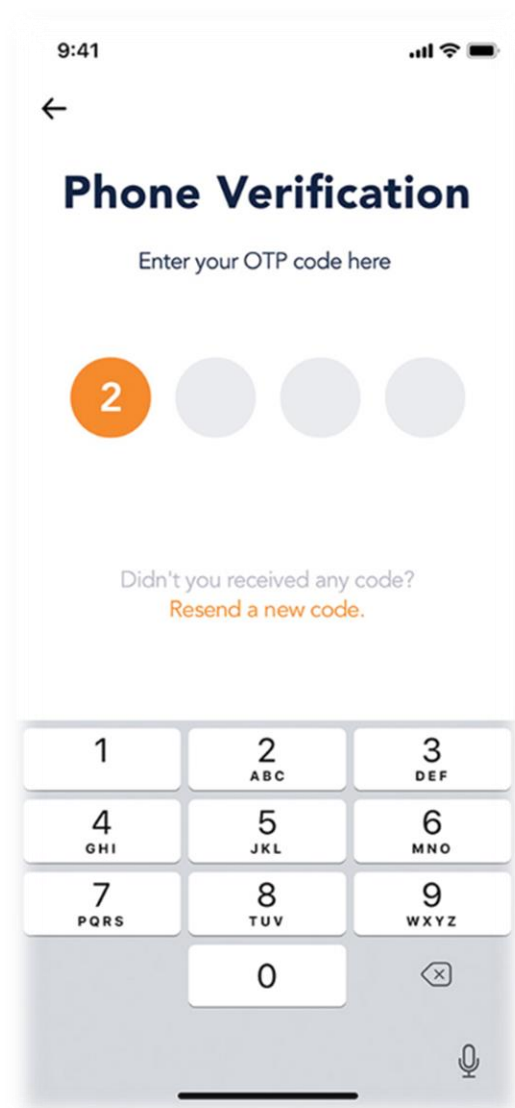 9:41
Phone Verification
Enter your OTP code here
2
Didn't you received any code?
Resend a new code.
1 2 3
ABC DEF
4 5 6
GHI JKL MNO
7 8 9
PQRS TUV WXYZ
0